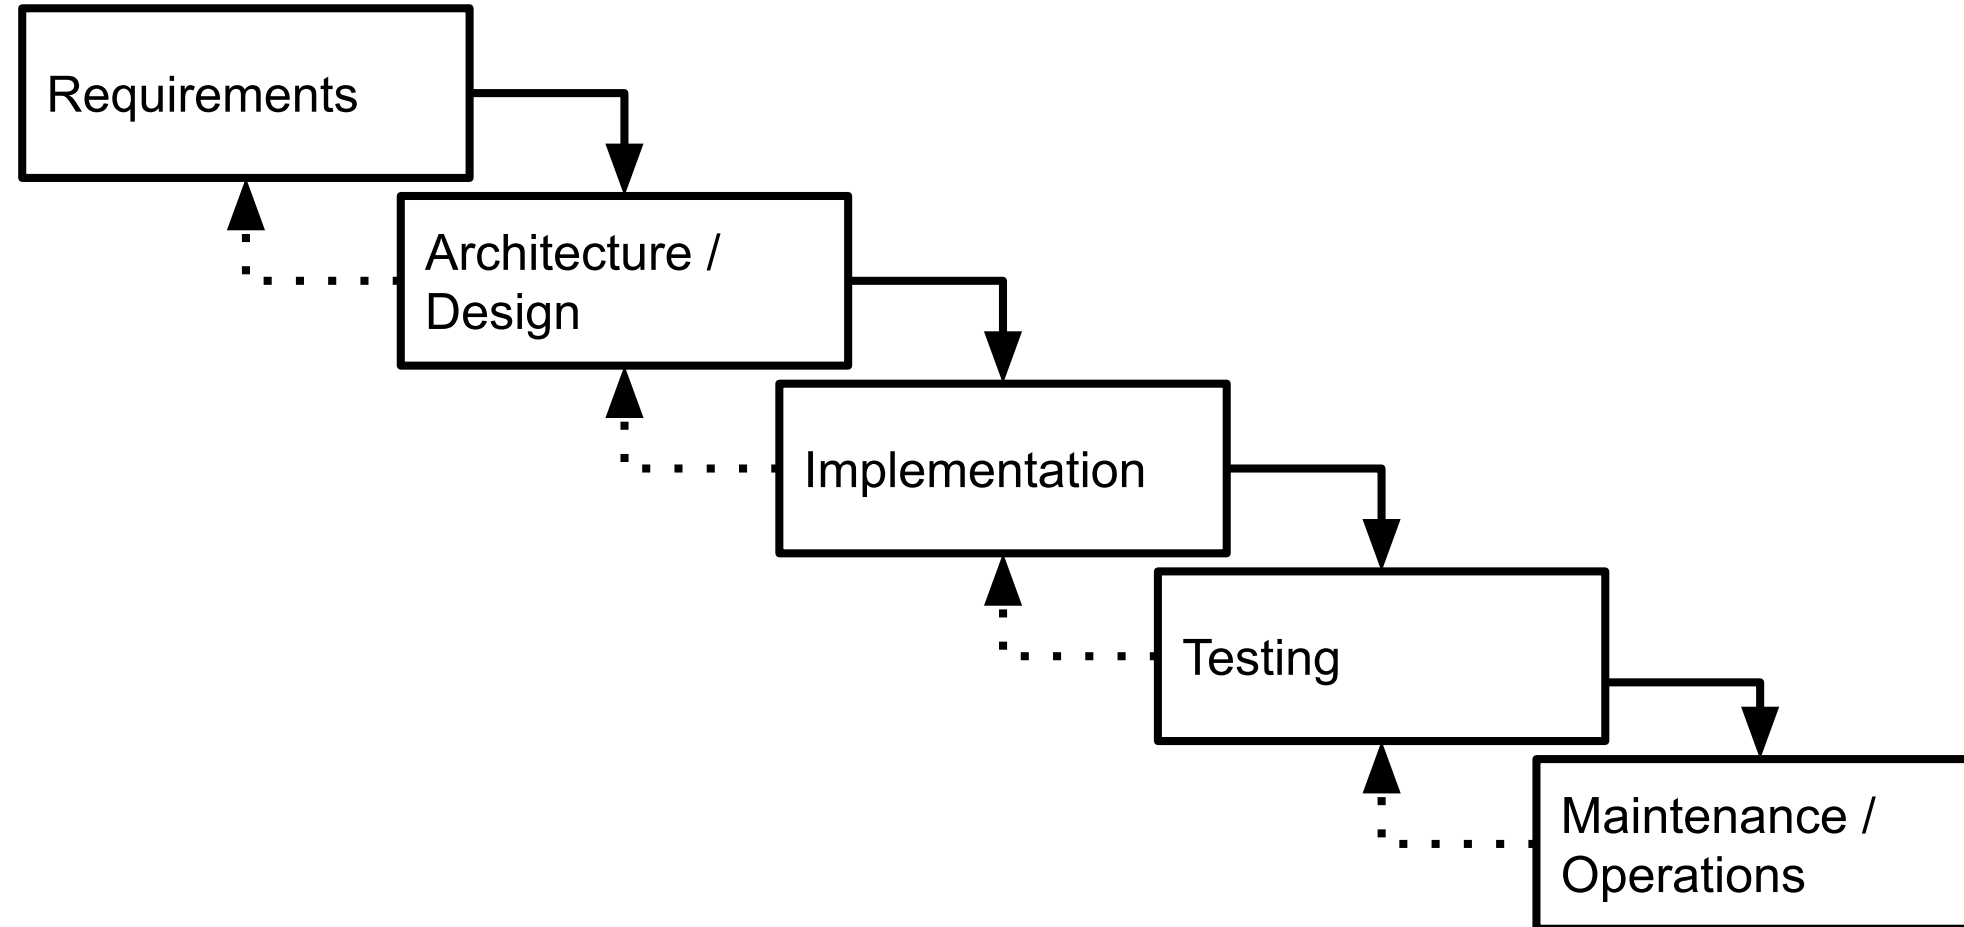 Requirements
Architecture /
Design
Implementation
Testing
Maintenance /
Operations